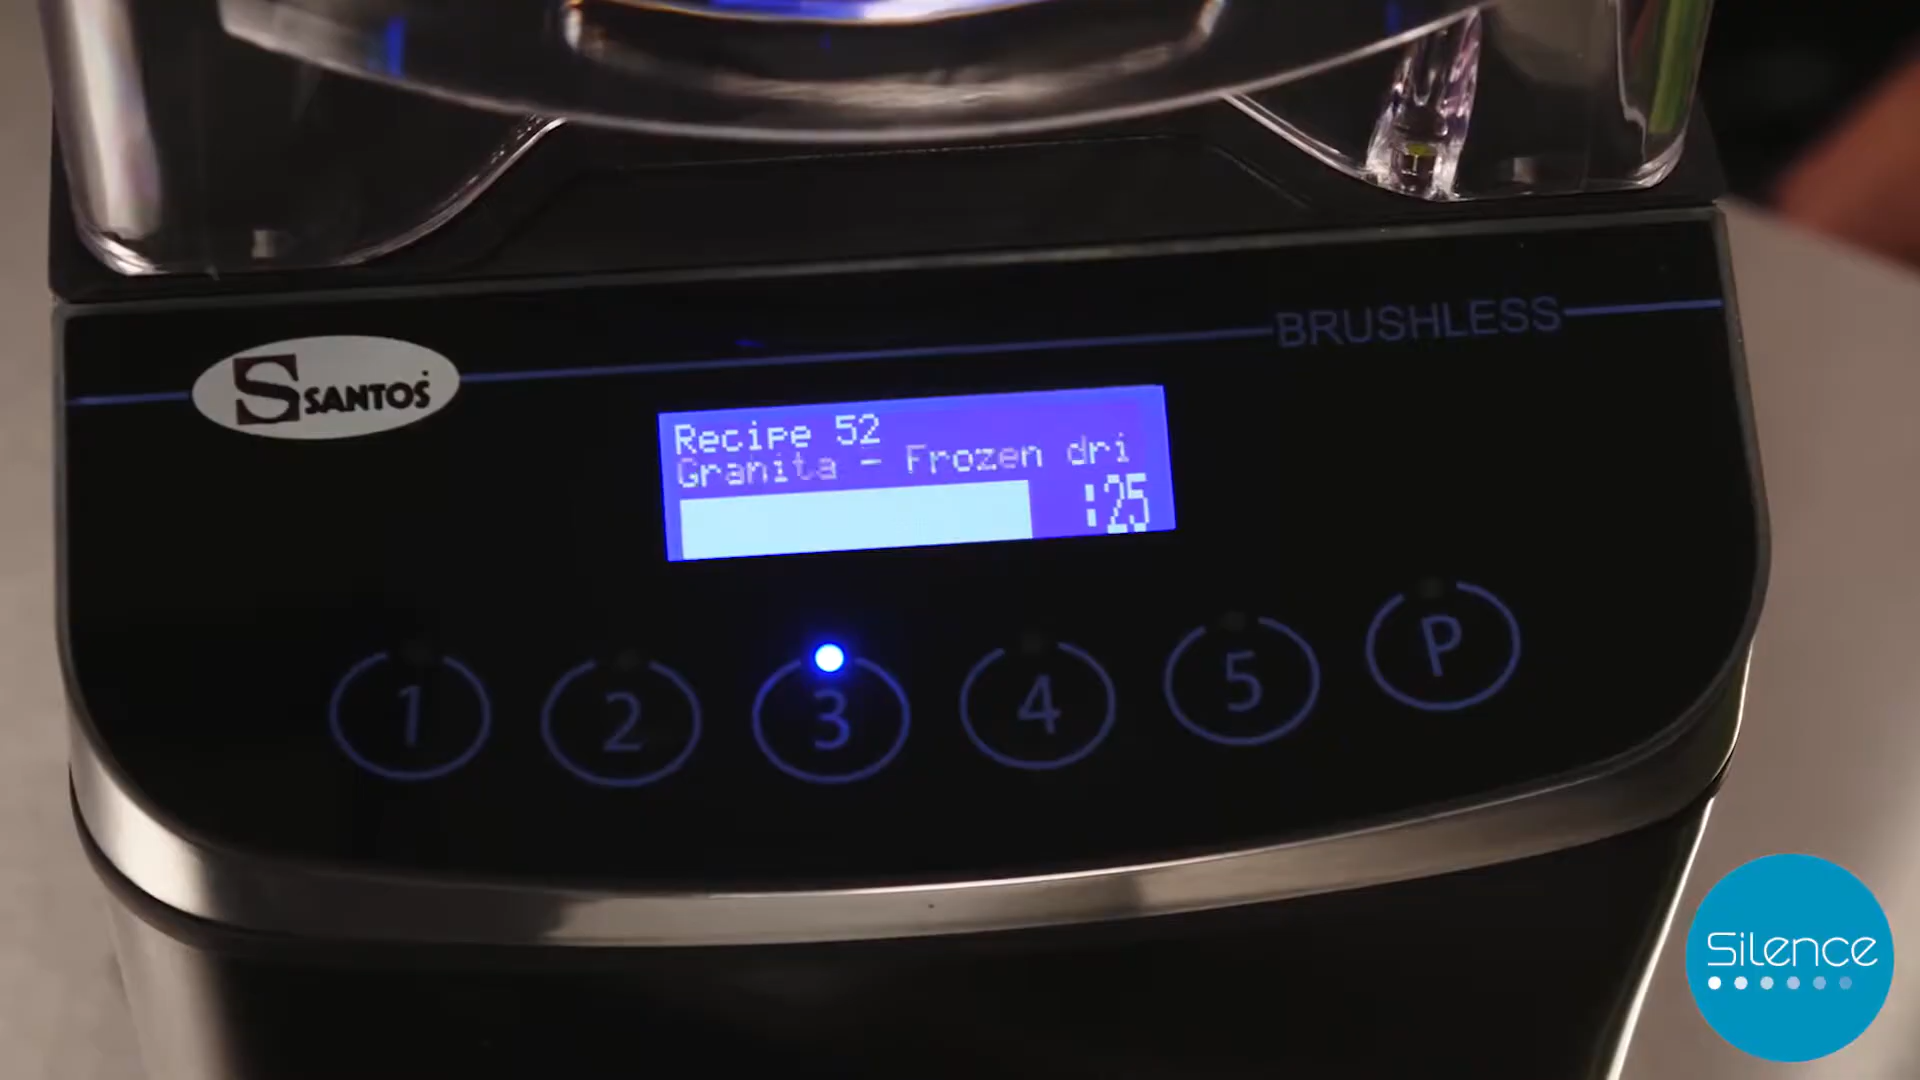 BRUSHLESS
S SANTOS
Recipe 52
Granita - Frozen dri
:25
1 2 3 4 5 P
Silence